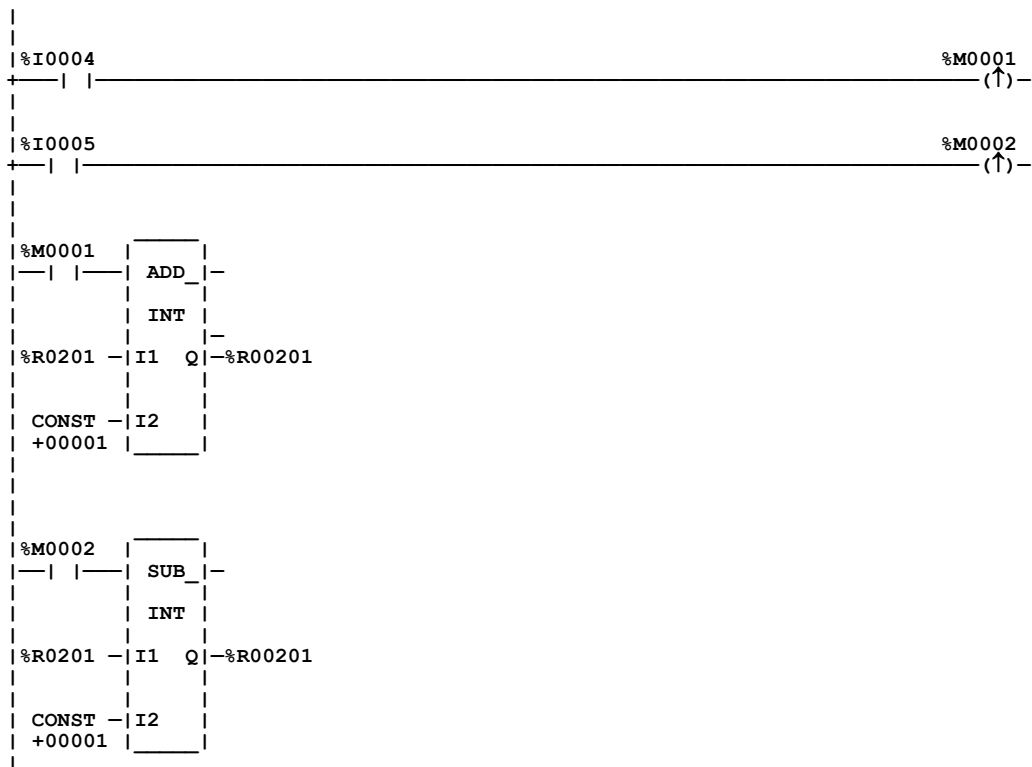 %I0004 %M0001
(↑)
%I0005 %M0002
(↑)
%M0001
ADD_
INT
%R0201 I1 Q %R00201
CONST I2
+00001
%M0002
SUB_
INT
%R0201 I1 Q %R00201
CONST I2
+00001